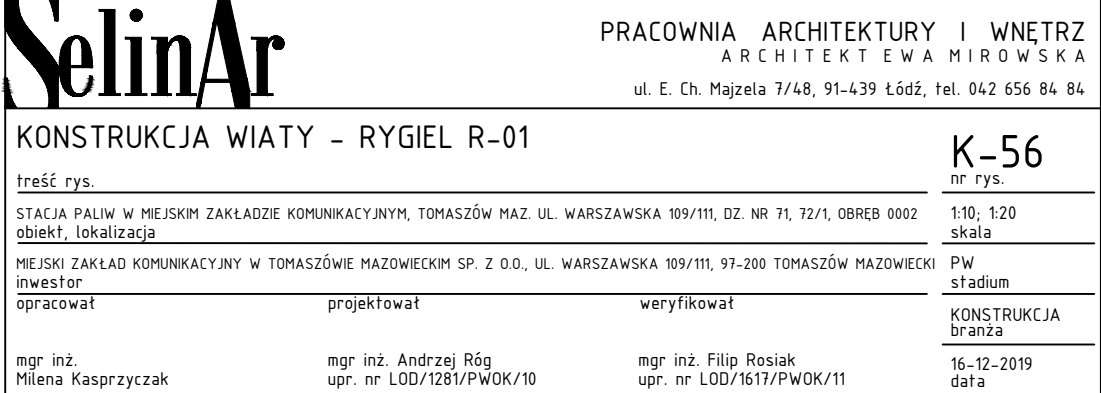 SelinAr
PRACOWNIA ARCHITEKTURY I WNĘTRZ
ARCHITEKT EWA MIROWSKA
ul. E. Ch. Majzela 7/48, 91-439 Łódź, tel. 042 656 84 84
KONSTRUKCJA WIATY - RYGIEL R-01
treść rys.
K-56
nr rys.
STACJA PALIW W MIEJSKIM ZAKŁADZIE KOMUNIKACYJNYM, TOMASZÓW MAZ. UL. WARSZAWSKA 109/111, DZ. NR 71, 72/1, OBRĘB 0002
obiekt, lokalizacja
1:10; 1:20
skala
MIEJSKI ZAKŁAD KOMUNIKACYJNY W TOMASZÓWIE MAZOWIECKIM SP. Z O.O., UL. WARSZAWSKA 109/111, 97-200 TOMASZÓW MAZOWIECKI
inwestor
PW
stadium
opracował
projektował
weryfikował
KONSTRUKCJA
branża
mgr inż.
Milena Kasprzyczak
mgr inż. Andrzej Róg
upr. nr LOD/1281/PWOK/10
mgr inż. Filip Rosiak
upr. nr LOD/1617/PWOK/11
16-12-2019
data